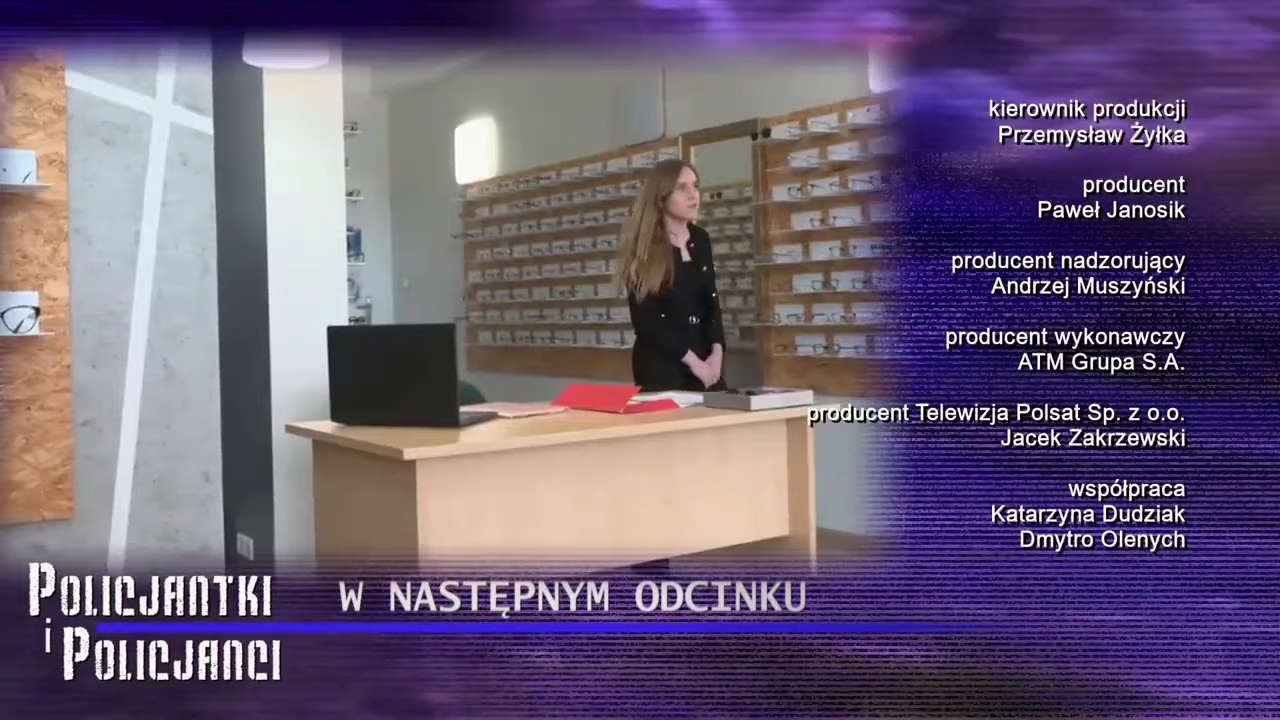 kierownik produkcji
Przemysław Żyłka
producent
Paweł Janosik
producent nadzorujący
Andrzej Muszyński
producent wykonawczy
ATM Grupa S.A.
producent Telewizja Polsat Sp. z o.o.
Jacek Zakrzewski
współpraca
Katarzyna Dudziak
Dmytro Olenych
POLICJANTKI
i
POLICJANCI
W NASTĘPNYM ODCINKU